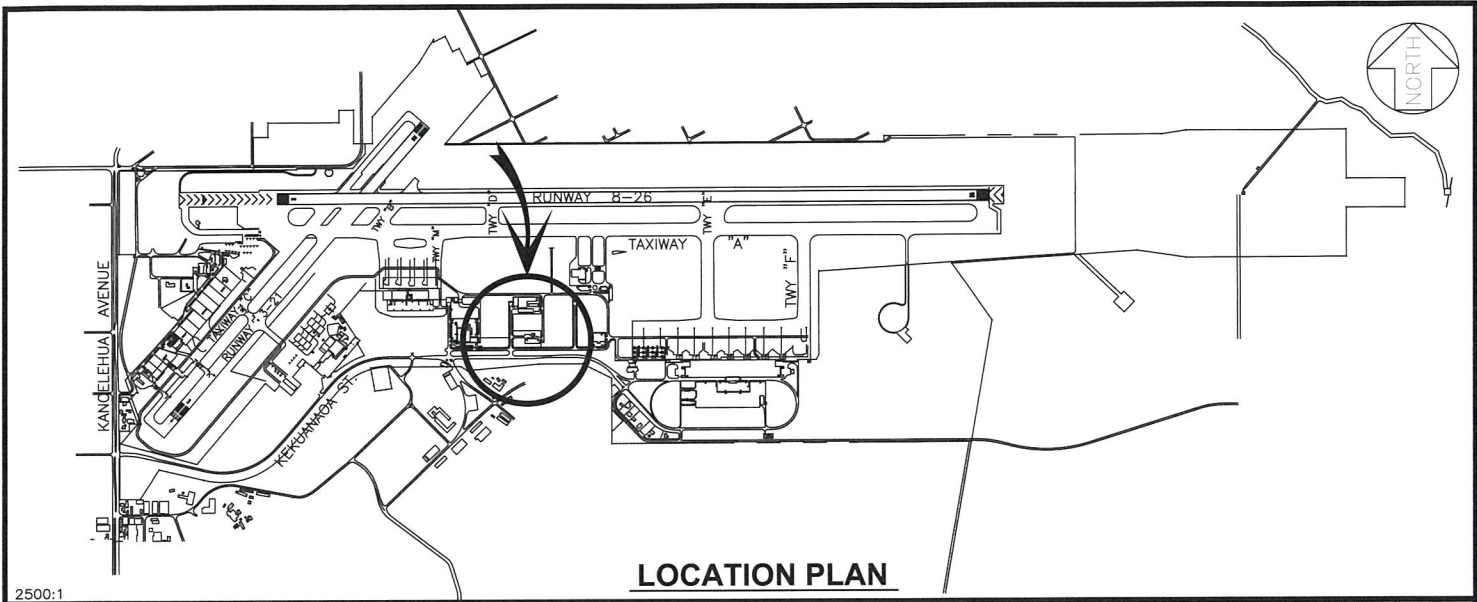 NORTH
RUNWAY 8-26
TWY "B"
TWY "D"
TWY "E"
TWY "M"
TAXIWAY "A"
TWY "F"
KANOELEHUA AVENUE
TAXIWAY "C"
RUNWAY 3-21
KEKUANAOA ST.
LOCATION PLAN
2500:1